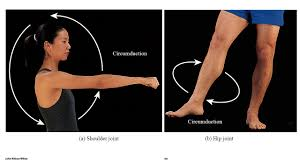 Circumduction
Circumduction
(a) Shoulder joint
(b) Hip joint